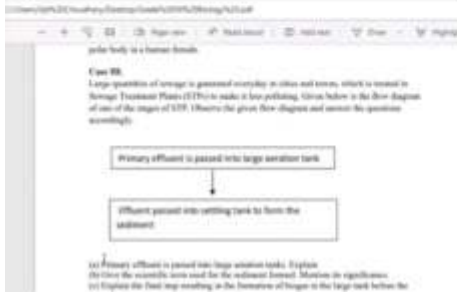 polar body in a human female.
Case III.
Large quantities of sewage is generated everyday in cities and towns, which is treated in
Sewage Treatment Plants (STPs) to make it less polluting. Given below is the flow diagram
of one of the stages of STP. Observe the given flow diagram and answer the questions
accordingly.
Primary effluent is passed into large aeration tank
Effluent passed into settling tank to form the
sediment
(a) Primary effluent is passed into large aeration tanks. Explain
(b) Give the scientific term used for the sediment formed. Mention its significance.
(c) Explain the final step resulting in the formation of biogas in the large tank before the